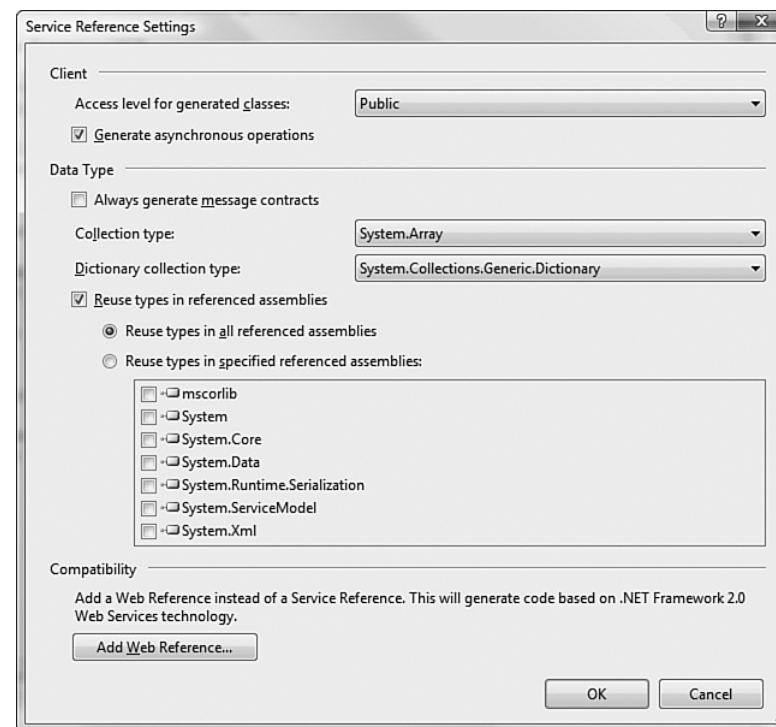 Service Reference Settings
?
Client
Access level for generated classes:
Public
Generate asynchronous operations
Data Type
Always generate message contracts
Collection type:
System.Array
Dictionary collection type:
System.Collections.Generic.Dictionary
Reuse types in referenced assemblies
Reuse types in all referenced assemblies
Reuse types in specified referenced assemblies:
mscorlib
System
System.Core
System.Data
System.Runtime.Serialization
System.ServiceModel
System.Xml
Compatibility
Add a Web Reference instead of a Service Reference. This will generate code based on .NET Framework 2.0
Web Services technology.
Add Web Reference...
OK
Cancel